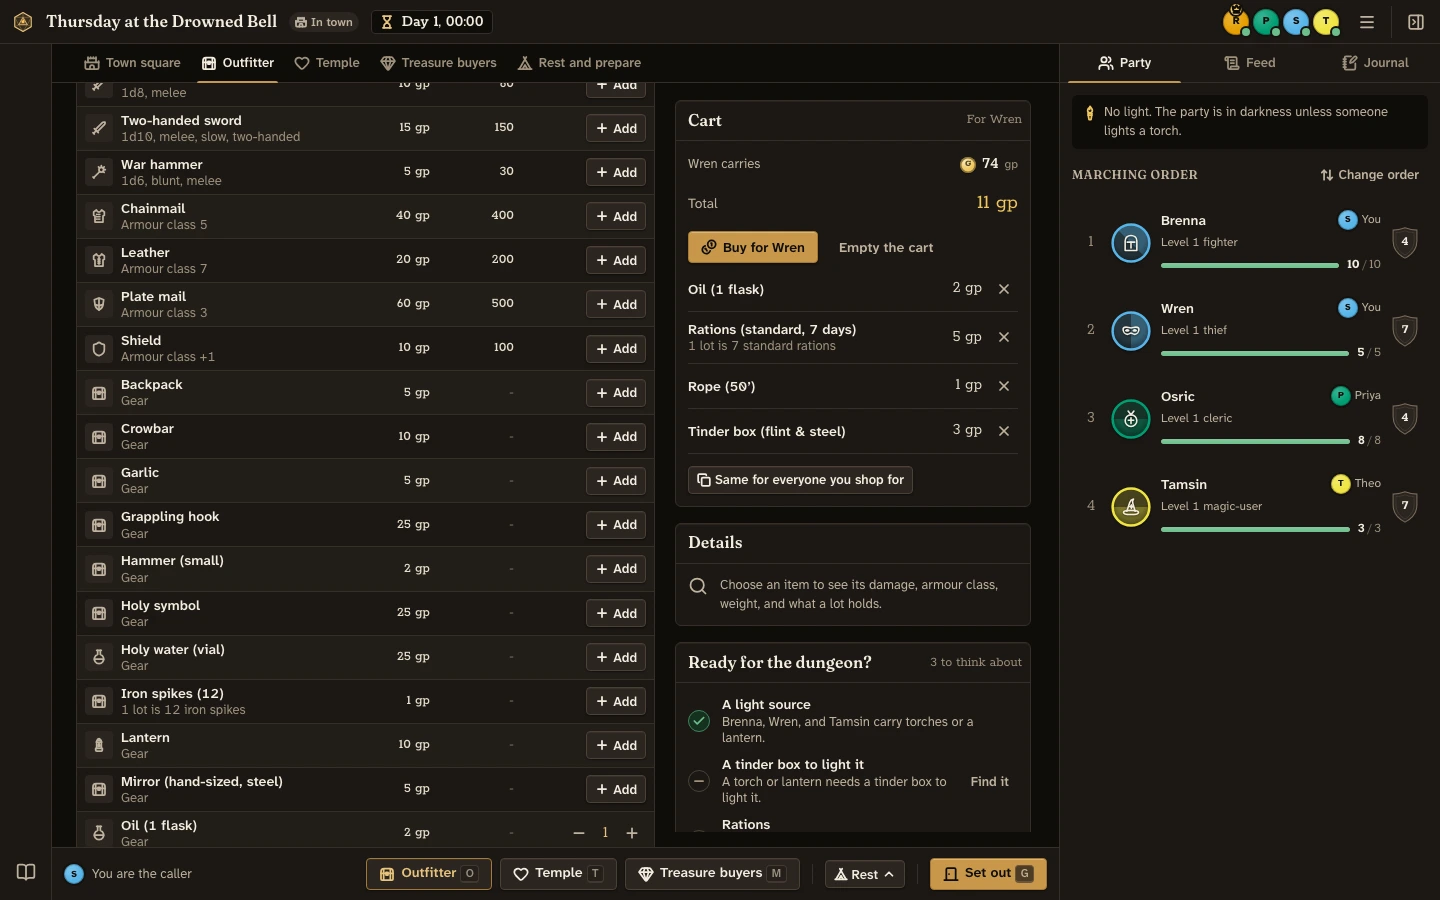 Thursday at the Drowned Bell
In town
Day 1, 00:00
R
P
S
T
Town square
Outfitter
Temple
Treasure buyers
Rest and prepare
Party
Feed
Journal
1d8, melee
10 gp
60
Add
Two-handed sword
1d10, melee, slow, two-handed
15 gp
150
+ Add
War hammer
1d6, blunt, melee
5 gp
30
+ Add
Chainmail
Armour class 5
40 gp
400
+ Add
Leather
Armour class 7
20 gp
200
+ Add
Plate mail
Armour class 3
60 gp
500
+ Add
Shield
Armour class +1
10 gp
100
+ Add
Backpack
Gear
5 gp
-
+ Add
Crowbar
Gear
10 gp
-
+ Add
Garlic
Gear
5 gp
-
+ Add
Grappling hook
Gear
25 gp
-
+ Add
Hammer (small)
Gear
2 gp
-
+ Add
Holy symbol
Gear
25 gp
-
+ Add
Holy water (vial)
Gear
25 gp
-
+ Add
Iron spikes (12)
1 lot is 12 iron spikes
1 gp
-
+ Add
Lantern
Gear
10 gp
-
+ Add
Mirror (hand-sized, steel)
Gear
5 gp
-
+ Add
Oil (1 flask)
Gear
2 gp
-
− 1 +
Cart
For Wren
Wren carries
G 74 gp
Total
11 gp
Buy for Wren
Empty the cart
Oil (1 flask)
2 gp
Rations (standard, 7 days)
1 lot is 7 standard rations
5 gp
Rope (50’)
1 gp
Tinder box (flint & steel)
3 gp
Same for everyone you shop for
Details
Choose an item to see its damage, armour class,
weight, and what a lot holds.
Ready for the dungeon?
3 to think about
A light source
Brenna, Wren, and Tamsin carry torches or a
lantern.
A tinder box to light it
A torch or lantern needs a tinder box to
light it.
Find it
Rations
No light. The party is in darkness unless someone
lights a torch.
MARCHING ORDER
Change order
1
Brenna
S You
Level 1 fighter
10 / 10
4
2
Wren
S You
Level 1 thief
5 / 5
7
3
Osric
P Priya
Level 1 cleric
8 / 8
4
4
Tamsin
T Theo
Level 1 magic-user
3 / 3
7
S You are the caller
Outfitter O
Temple T
Treasure buyers M
Rest
Set out G